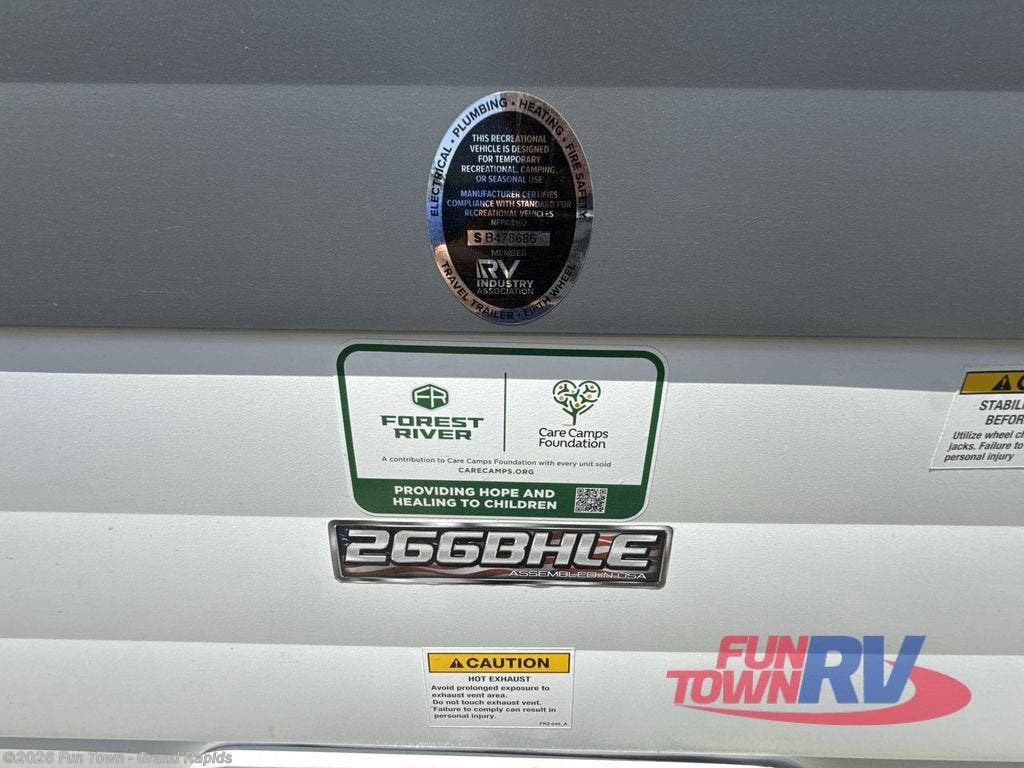 ELECTRICAL • PLUMBING • HEATING • FIRE SAFETY
THIS RECREATIONAL
VEHICLE IS DESIGNED
FOR TEMPORARY
RECREATIONAL, CAMPING,
OR SEASONAL USE
MANUFACTURER CERTIFIES
COMPLIANCE WITH STANDARD FOR
RECREATIONAL VEHICLES
NFPA 1192
S B473686
MEMBER
RV
INDUSTRY
ASSOCIATION
TRAVEL TRAILER • FIFTH WHEEL
FR
FOREST
RIVER
Care Camps
Foundation
A contribution to Care Camps Foundation with every unit sold
CARECAMPS.ORG
PROVIDING HOPE AND
HEALING TO CHILDREN
STABILI
BEFOR
Utilize wheel c
jacks. Failure to
personal injury
266BHLE
ASSEMBLED IN USA
CAUTION
HOT EXHAUST
Avoid prolonged exposure to
exhaust vent area.
Do not touch exhaust vent.
Failure to comply can result in
personal injury.
FUN
TOWN RV
©2026 Fun Town - Grand Rapids